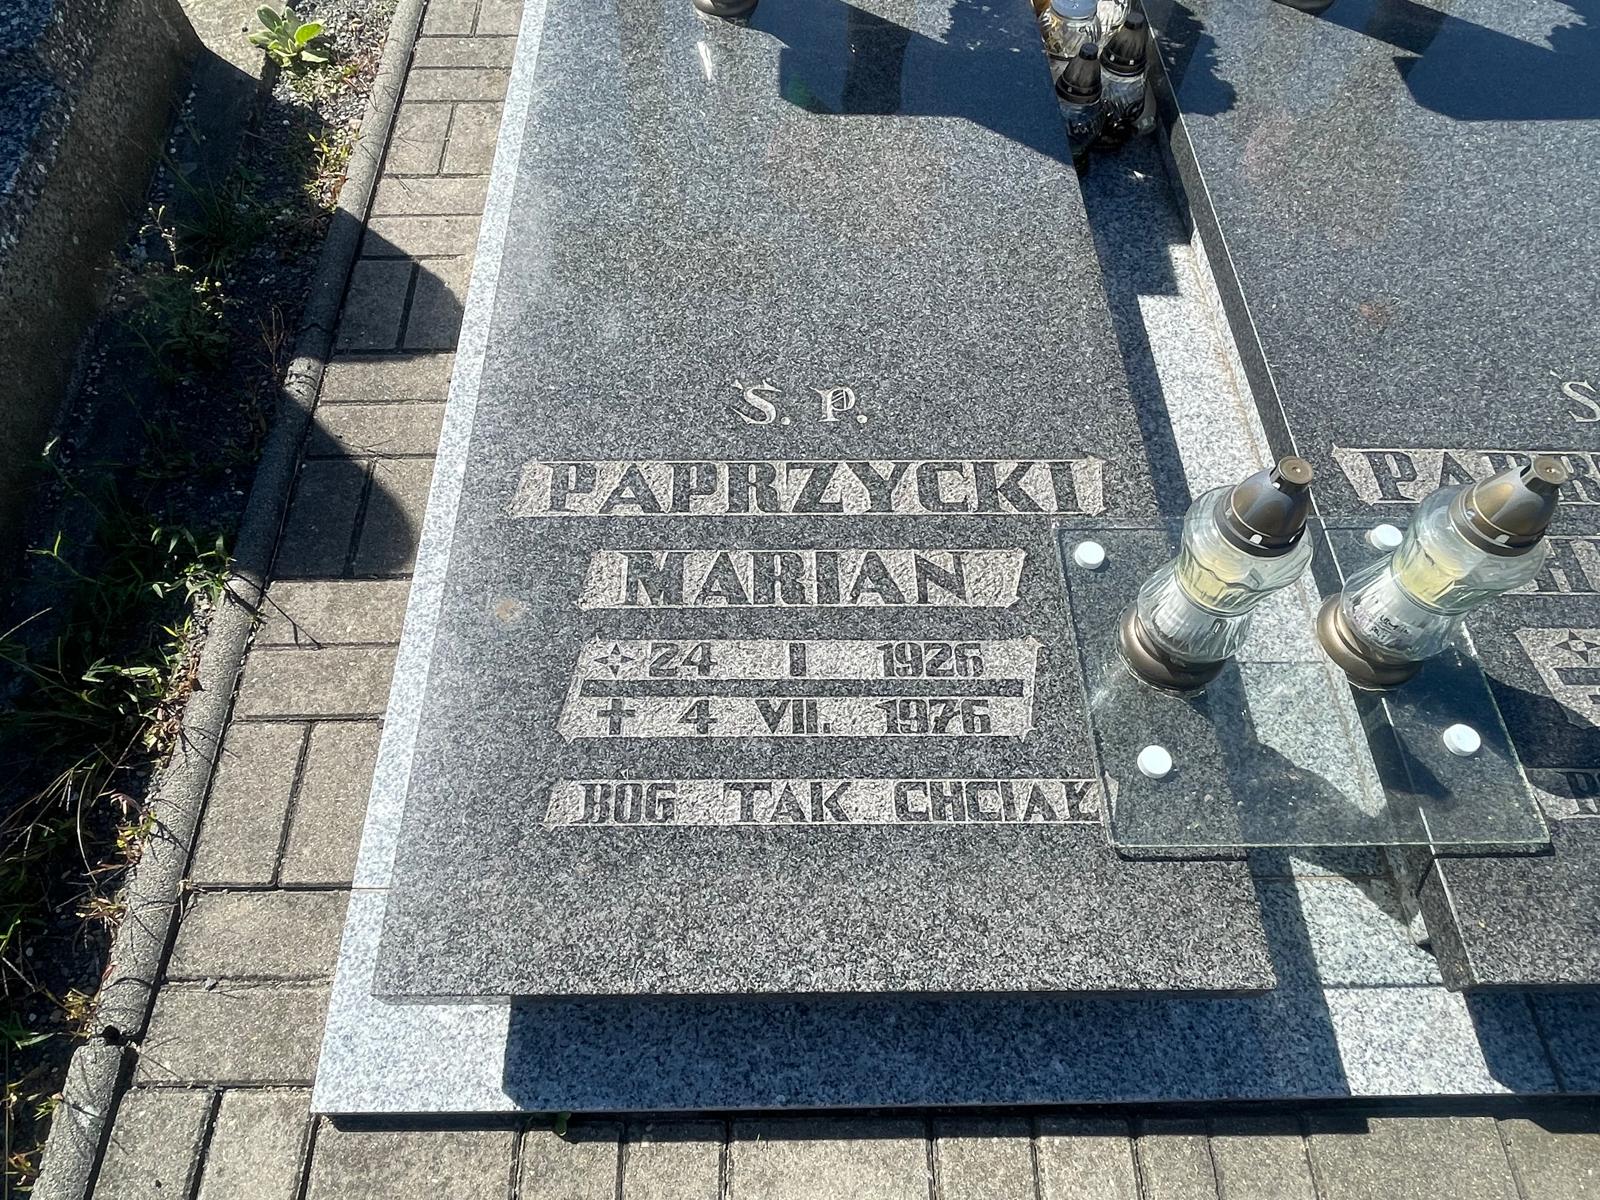 Ś. P.
PAPRZYCKI
MARIAN
24 I 1926
✝ 4 VII. 1976
BÓG TAK CHCIAŁ